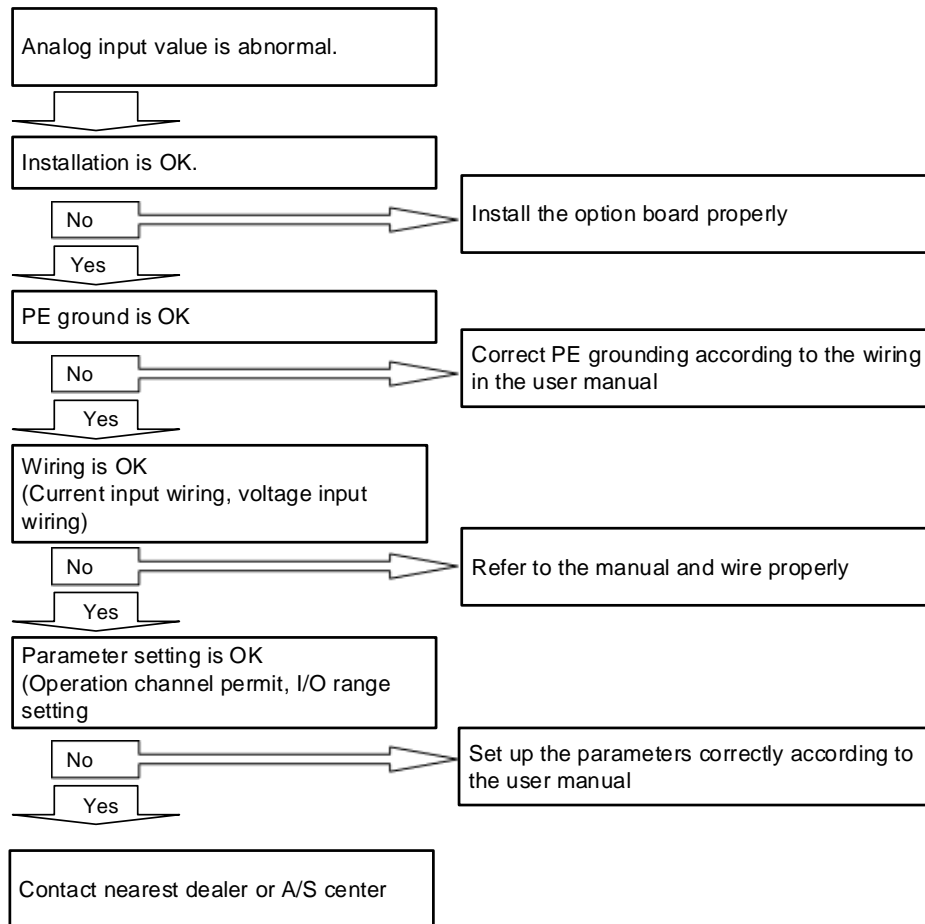 Analog input value is abnormal.
Installation is OK.
No
Install the option board properly
Yes
PE ground is OK
No
Correct PE grounding according to the wiring
in the user manual
Yes
Wiring is OK
(Current input wiring, voltage input
wiring)
No
Refer to the manual and wire properly
Yes
Parameter setting is OK
(Operation channel permit, I/O range
setting
No
Set up the parameters correctly according to
the user manual
Yes
Contact nearest dealer or A/S center